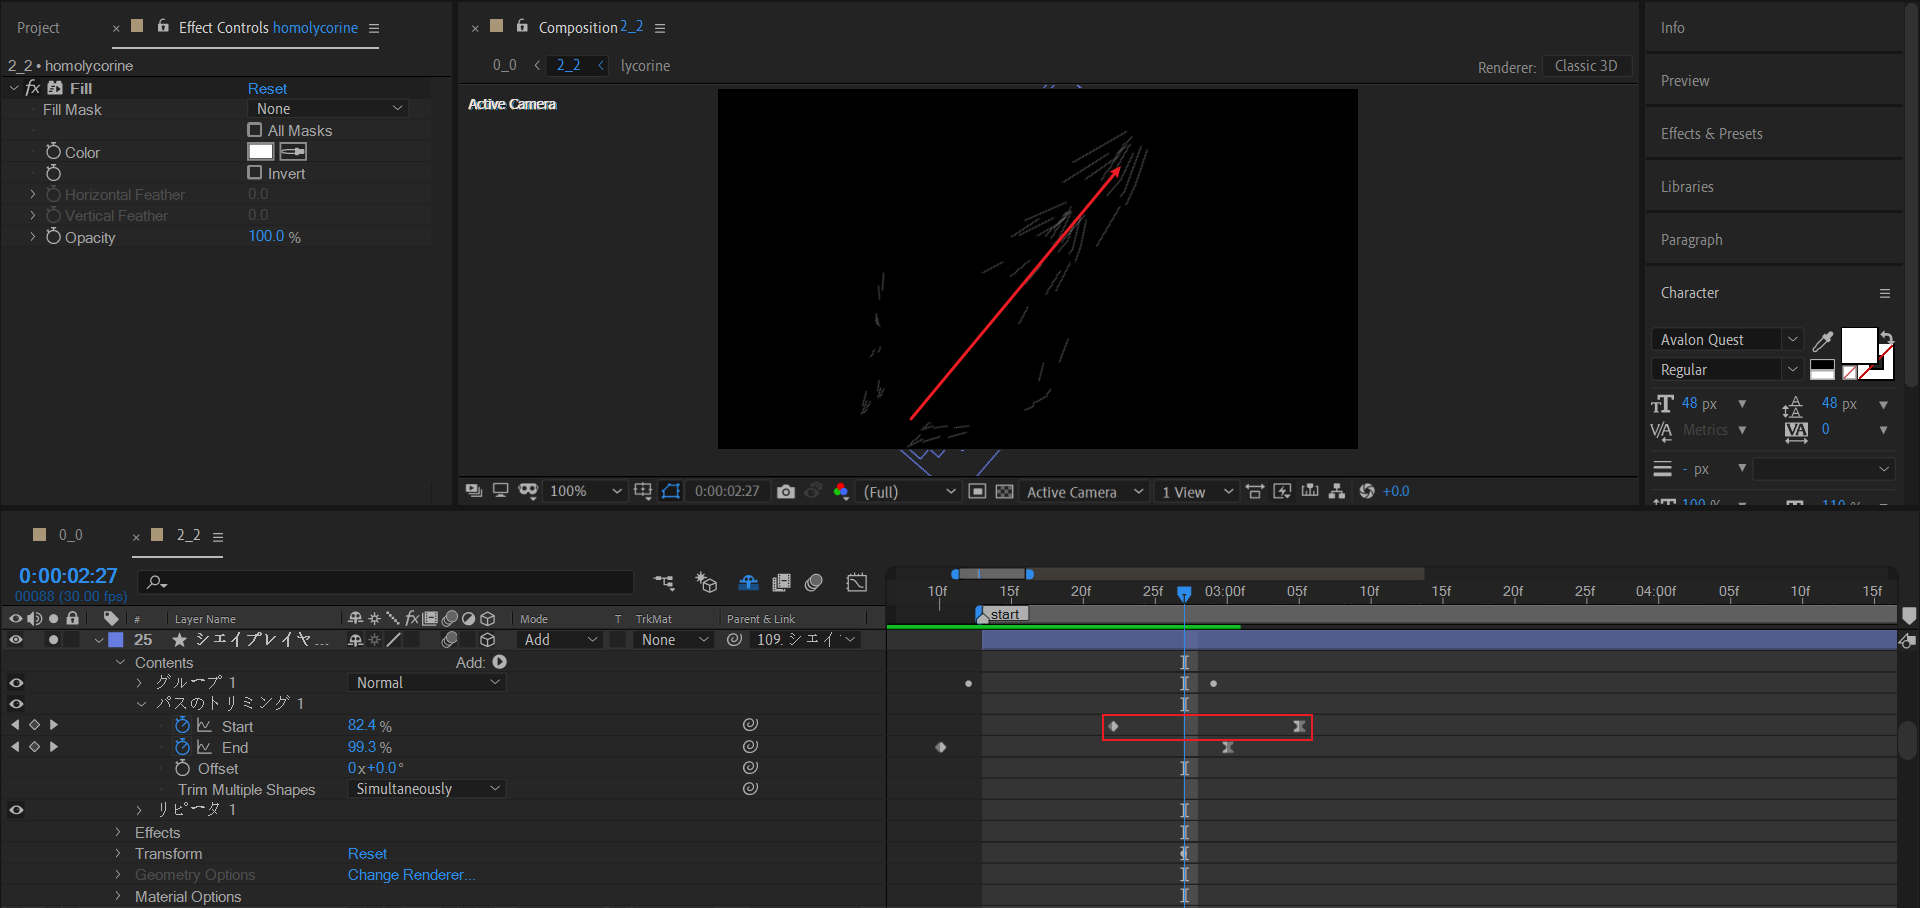 Project
× Effect Controls homolycorine
2_2 • homolycorine
fx Fill Reset
Fill Mask None
All Masks
Color
Invert
Horizontal Feather 0.0
Vertical Feather 0.0
Opacity 100.0 %
× Composition 2_2
0_0 < 2_2 < lycorine
Renderer: Classic 3D
Active Camera
100% 0:00:02:27 (Full) Active Camera 1 View +0.0
Info
Preview
Effects & Presets
Libraries
Paragraph
Character
Avalon Quest
Regular
48 px 48 px
Metrics 0
- px
100 % 110 %
0_0 × 2_2
0:00:02:27
00088 (30.00 fps)
10f 15f 20f 25f 03:00f 05f 10f 15f 20f 25f 04:00f 05f 10f 15f
start
# Layer Name fx Mode T TrkMat Parent & Link
25 シェイプレイヤ... Add None 109. シェイ
Contents Add:
グループ 1 Normal
パスのトリミング 1
Start 82.4 %
End 99.3 %
Offset 0x+0.0°
Trim Multiple Shapes Simultaneously
リピータ 1
Effects
Transform Reset
Geometry Options Change Renderer...
Material Options